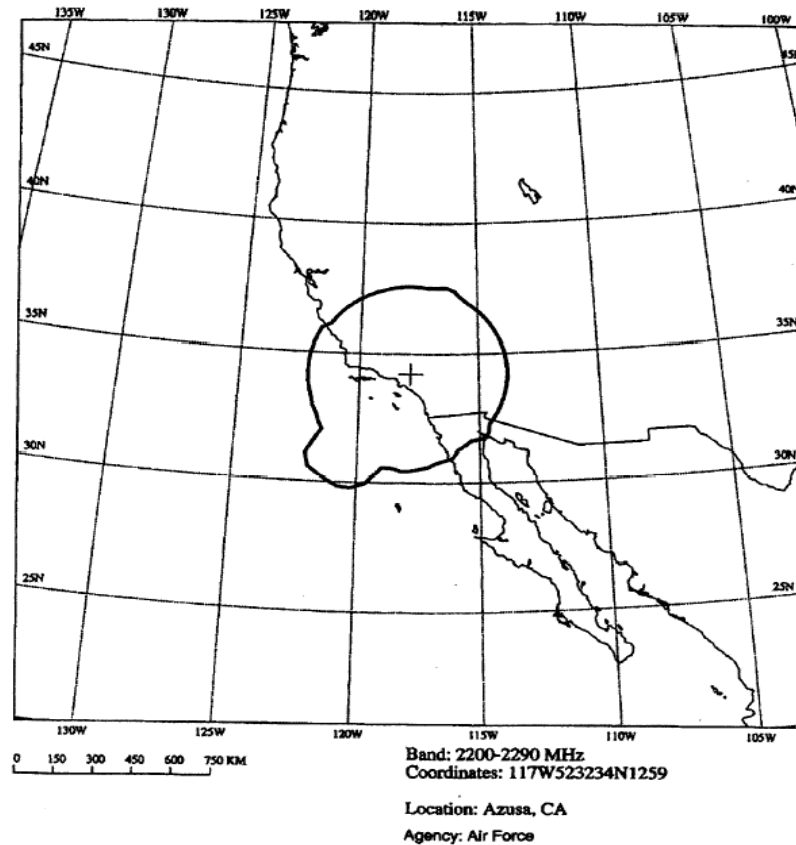 135W 130W 125W 120W 115W 110W 105W 100W
45N 45N
40N 40N
35N 35N
30N 30N
25N 25N
130W 125W 120W 115W 110W 105W
0 150 300 450 600 750 KM
Band: 2200-2290 MHz
Coordinates: 117W523234N1259
Location: Azusa, CA
Agency: Air Force